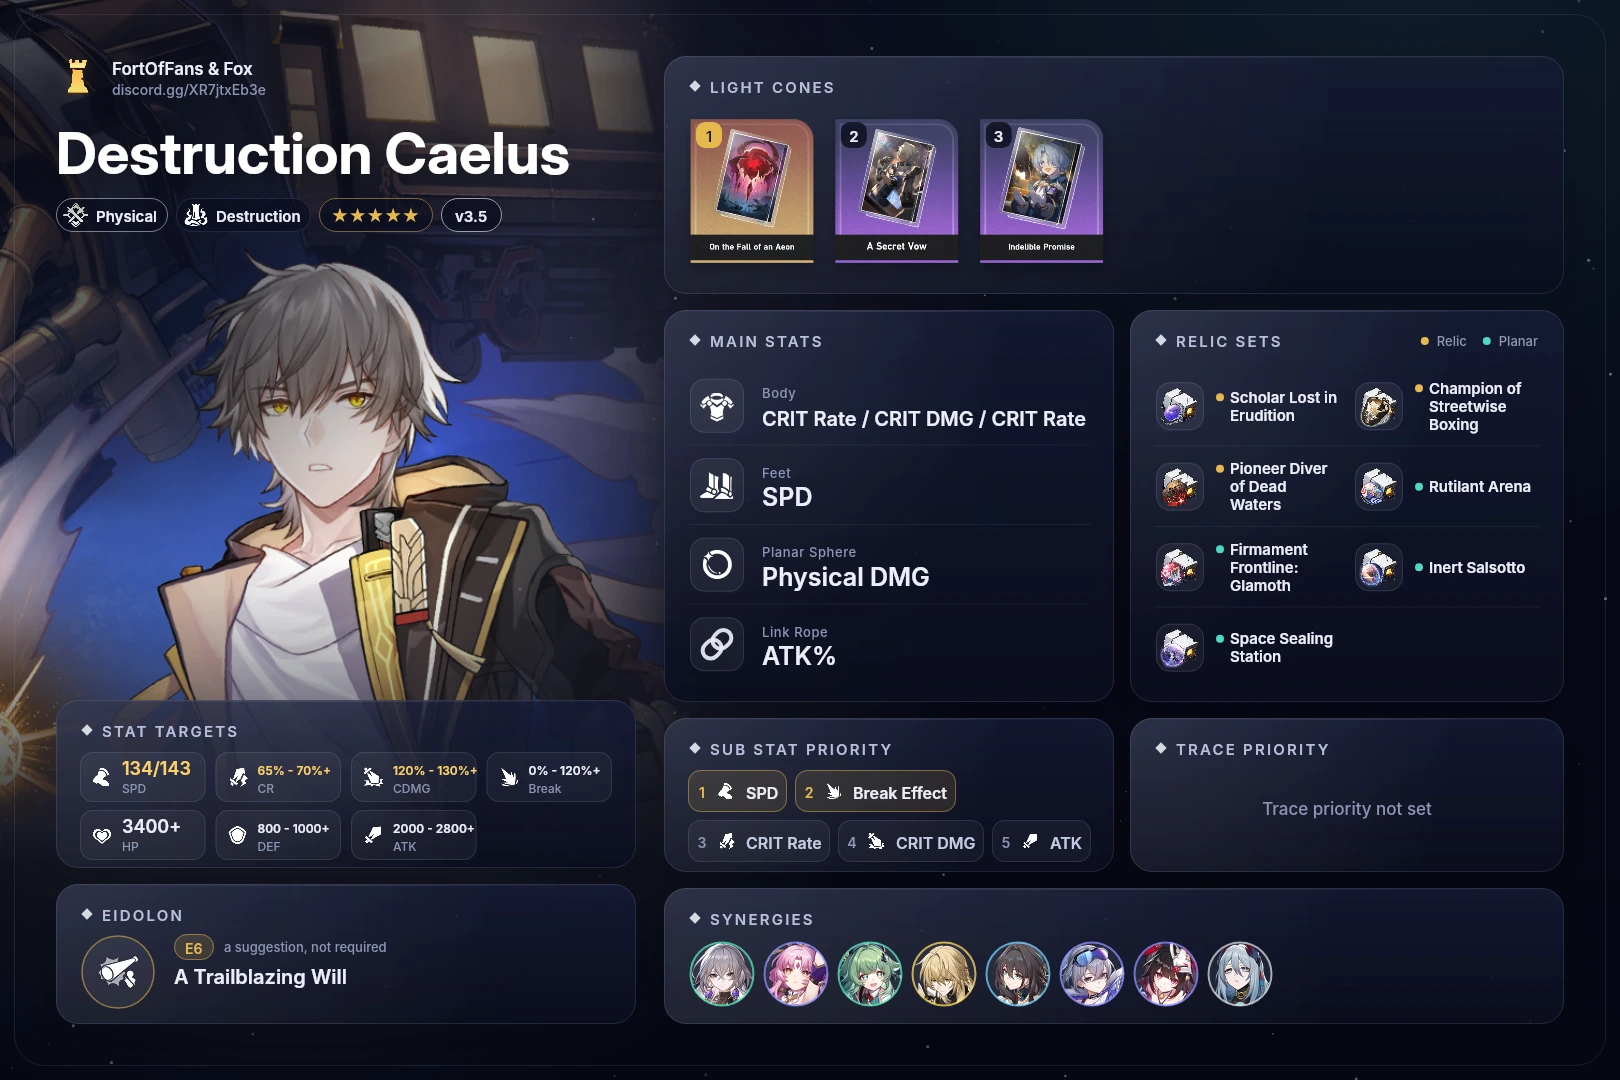 FortOfFans & Fox
discord.gg/XR7jtxEb3e
Destruction Caelus
Physical
Destruction
★★★★★
v3.5
LIGHT CONES
1
2
3
On the Fall of an Aeon
A Secret Vow
Indelible Promise
MAIN STATS
Body
CRIT Rate / CRIT DMG / CRIT Rate
Feet
SPD
Planar Sphere
Physical DMG
Link Rope
ATK%
RELIC SETS
Relic
Planar
Scholar Lost in
Erudition
Champion of
Streetwise
Boxing
Pioneer Diver
of Dead
Waters
Rutilant Arena
Firmament
Frontline:
Glamoth
Inert Salsotto
Space Sealing
Station
STAT TARGETS
134/143
SPD
65% - 70%+
CR
120% - 130%+
CDMG
0% - 120%+
Break
3400+
HP
800 - 1000+
DEF
2000 - 2800+
ATK
SUB STAT PRIORITY
1 SPD
2 Break Effect
3 CRIT Rate
4 CRIT DMG
5 ATK
TRACE PRIORITY
Trace priority not set
EIDOLON
E6 a suggestion, not required
A Trailblazing Will
SYNERGIES